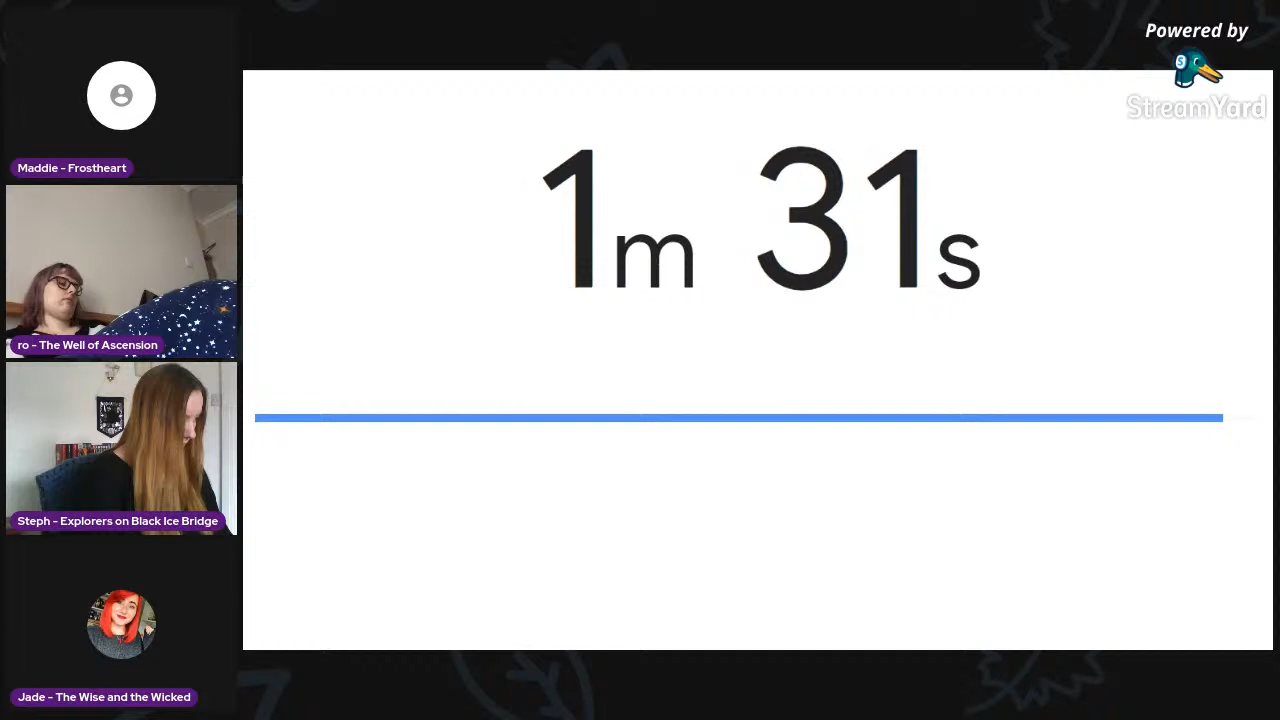 Powered by
StreamYard
Maddie - Frostheart
1m 31s
ro - The Well of Ascension
Steph - Explorers on Black Ice Bridge
Jade - The Wise and the Wicked